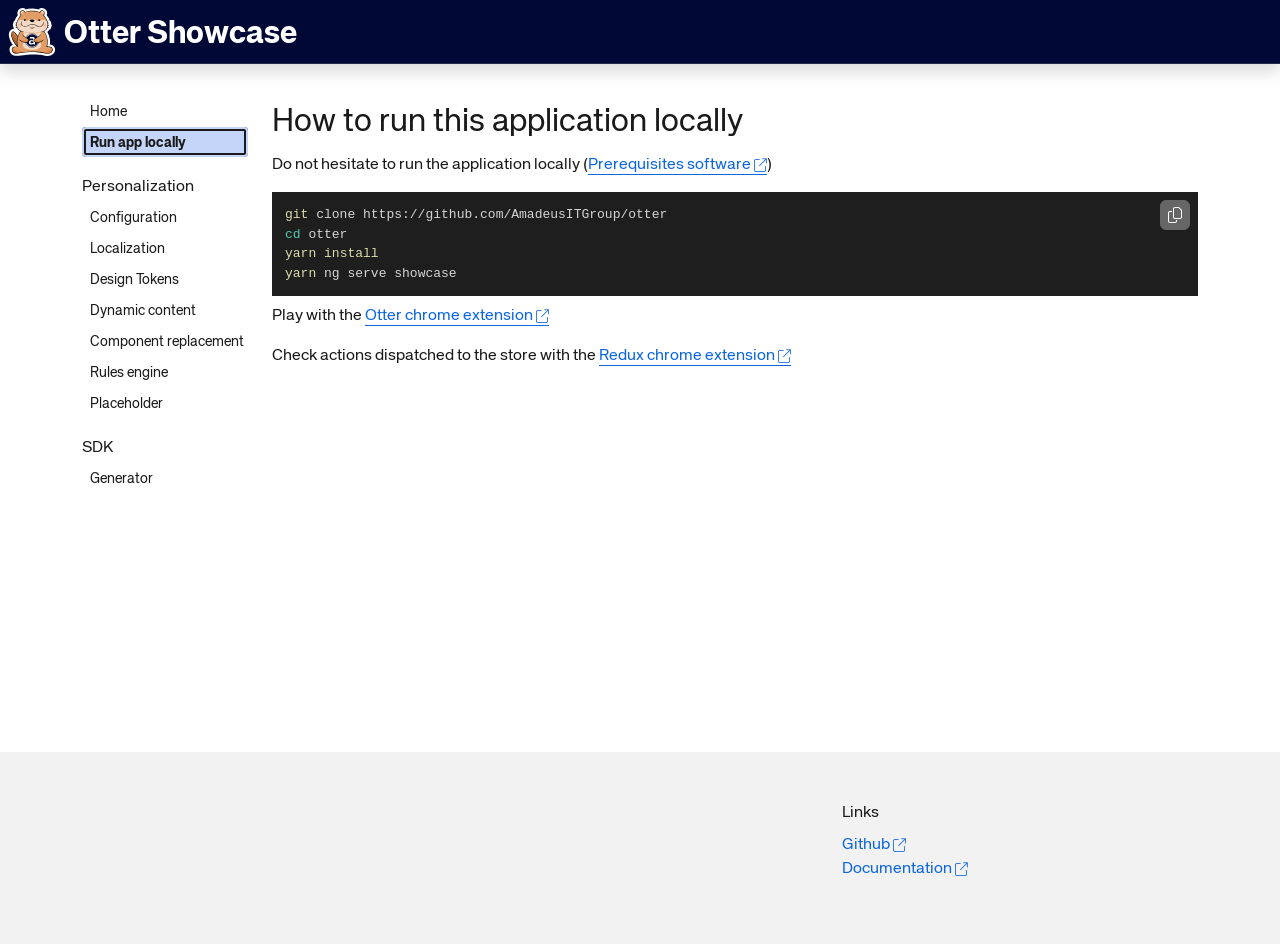 Otter Showcase
Home
Run app locally
Personalization
Configuration
Localization
Design Tokens
Dynamic content
Component replacement
Rules engine
Placeholder
SDK
Generator
How to run this application locally
Do not hesitate to run the application locally (Prerequisites software)
git clone https://github.com/AmadeusITGroup/otter
cd otter
yarn install
yarn ng serve showcase
Play with the Otter chrome extension
Check actions dispatched to the store with the Redux chrome extension
Links
Github
Documentation